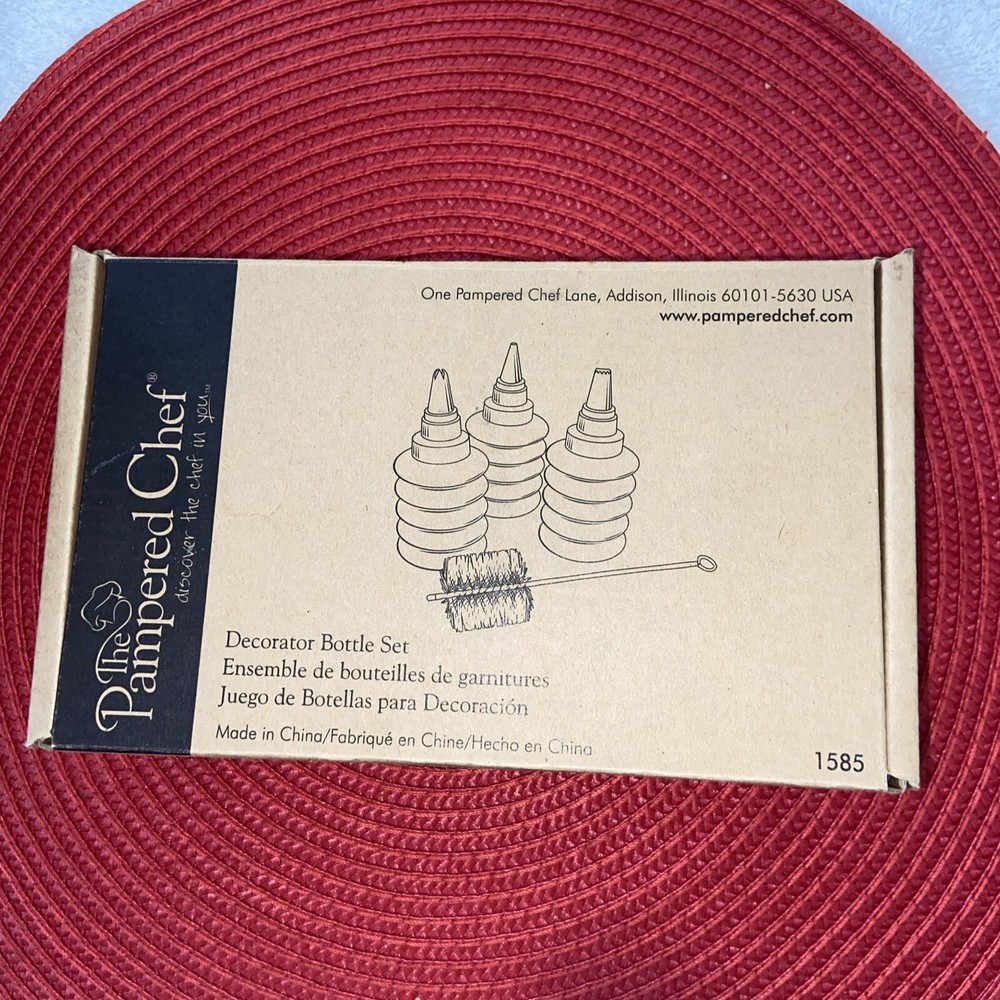 One Pampered Chef Lane, Addison, Illinois 60101-5630 USA
www.pamperedchef.com
The
Pampered Chef®
discover the chef in you.™
Decorator Bottle Set
Ensemble de bouteilles de garnitures
Juego de Botellas para Decoración
Made in China/Fabriqué en Chine/Hecho en China
1585